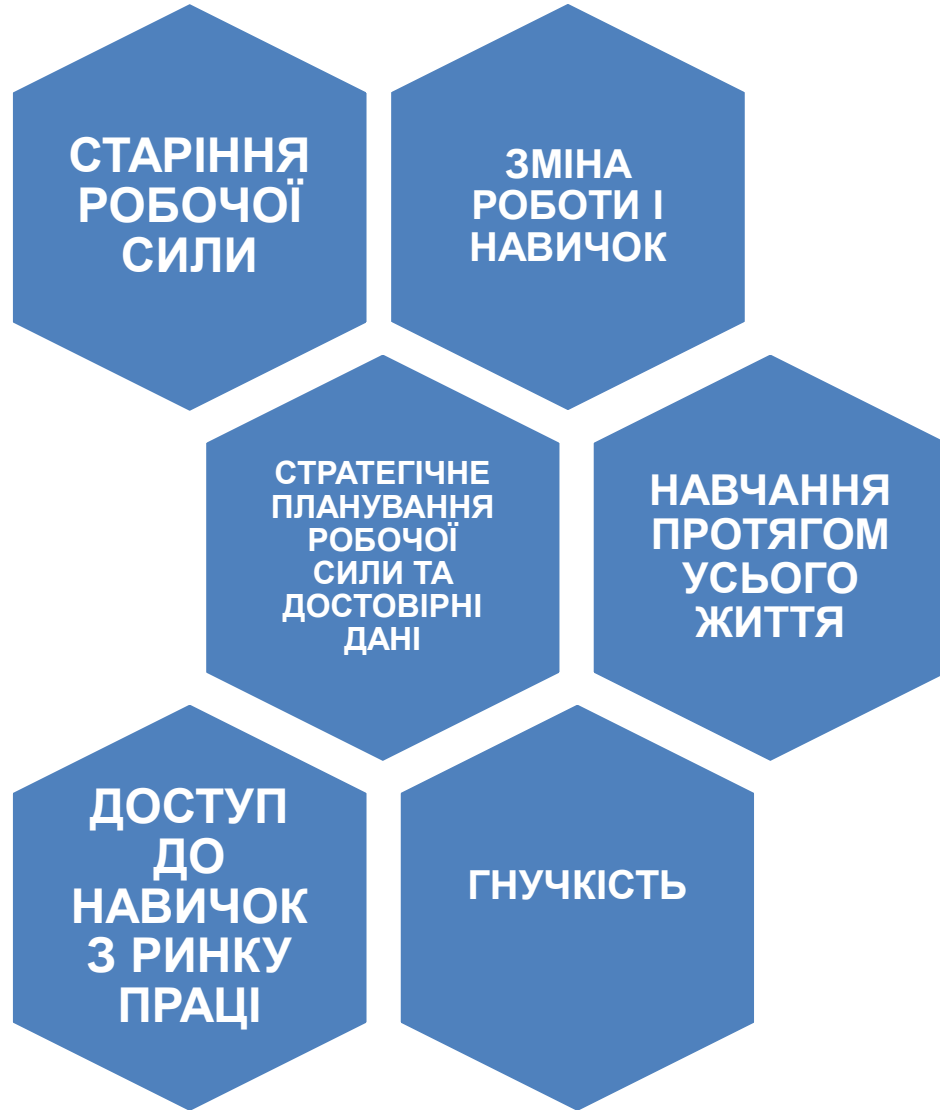 СТАРІННЯ
РОБОЧОЇ
СИЛИ
ЗМІНА
РОБОТИ І
НАВИЧОК
СТРАТЕГІЧНЕ
ПЛАНУВАННЯ
РОБОЧОЇ
СИЛИ ТА
ДОСТОВІРНІ
ДАНІ
НАВЧАННЯ
ПРОТЯГОМ
УСЬОГО
ЖИТТЯ
ДОСТУП
ДО
НАВИЧОК
З РИНКУ
ПРАЦІ
ГНУЧКІСТЬ